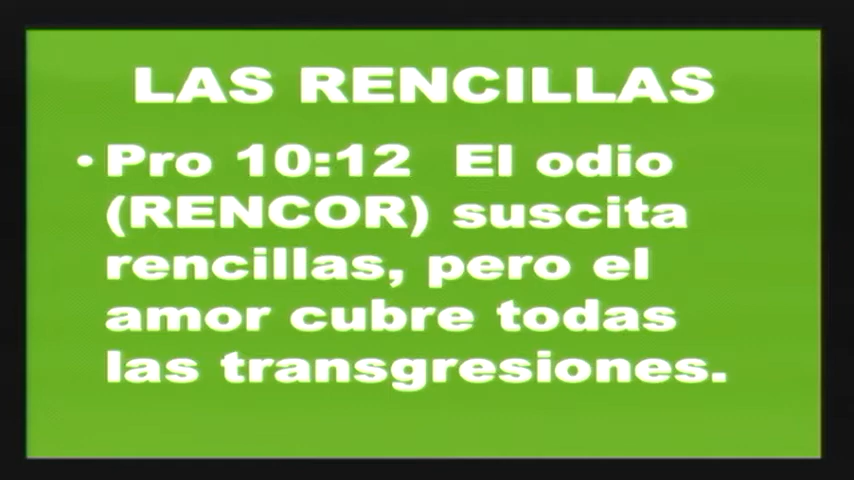 LAS RENCILLAS
• Pro 10:12 El odio
(RENCOR) suscita
rencillas, pero el
amor cubre todas
las transgresiones.